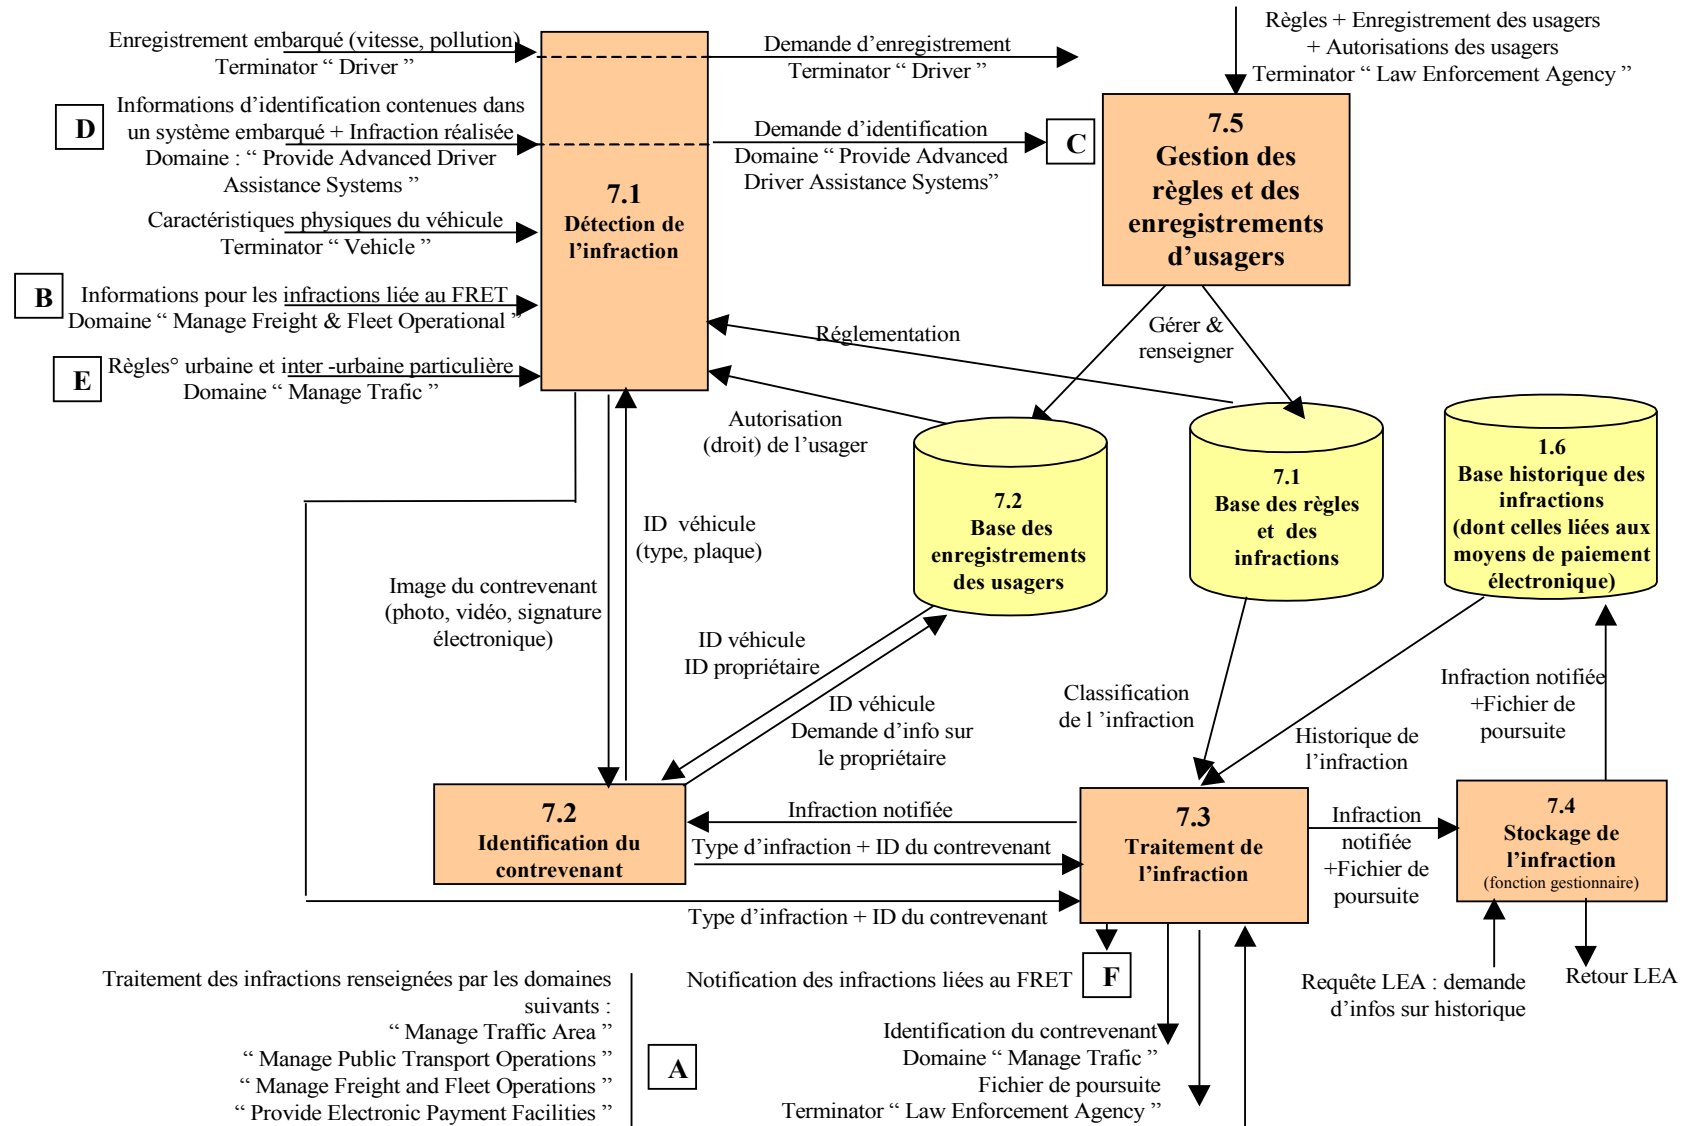 Enregistrement embarqué (vitesse, pollution)
Terminator “ Driver ”
Demande d’enregistrement
Terminator “ Driver ”
Règles + Enregistrement des usagers
+ Autorisations des usagers
Terminator “ Law Enforcement Agency ”
D
Informations d’identification contenues dans
un système embarqué + Infraction réalisée
Domaine : “ Provide Advanced Driver
Assistance Systems ”
Demande d’identification
Domaine “ Provide Advanced
Driver Assistance Systems”
C
7.5
Gestion des
règles et des
enregistrements
d’usagers
7.1
Détection de
l’infraction
Caractéristiques physiques du véhicule
Terminator “ Vehicle ”
B
Informations pour les infractions liée au FRET
Domaine “ Manage Freight & Fleet Operational ”
E
Règles° urbaine et inter -urbaine particulière
Domaine “ Manage Trafic ”
Réglementation
Gérer &
renseigner
Autorisation
(droit) de l’usager
7.2
Base des
enregistrements
des usagers
7.1
Base des règles
et des
infractions
1.6
Base historique des
infractions
(dont celles liées aux
moyens de paiement
électronique)
ID véhicule
(type, plaque)
Image du contrevenant
(photo, vidéo, signature
électronique)
ID véhicule
ID propriétaire
ID véhicule
Demande d’info sur
le propriétaire
Classification
de l ’infraction
Historique de
l’infraction
Infraction notifiée
+Fichier de
poursuite
7.2
Identification du
contrevenant
Infraction notifiée
Type d’infraction + ID du contrevenant
Type d’infraction + ID du contrevenant
7.3
Traitement de
l’infraction
Infraction
notifiée
+Fichier de
poursuite
7.4
Stockage de
l’infraction
(fonction gestionnaire)
Traitement des infractions renseignées par les domaines
suivants :
“ Manage Traffic Area ”
“ Manage Public Transport Operations ”
“ Manage Freight and Fleet Operations ”
“ Provide Electronic Payment Facilities ”
A
Notification des infractions liées au FRET
F
Identification du contrevenant
Domaine “ Manage Trafic ”
Fichier de poursuite
Terminator “ Law Enforcement Agency ”
Requête LEA : demande
d’infos sur historique
Retour LEA